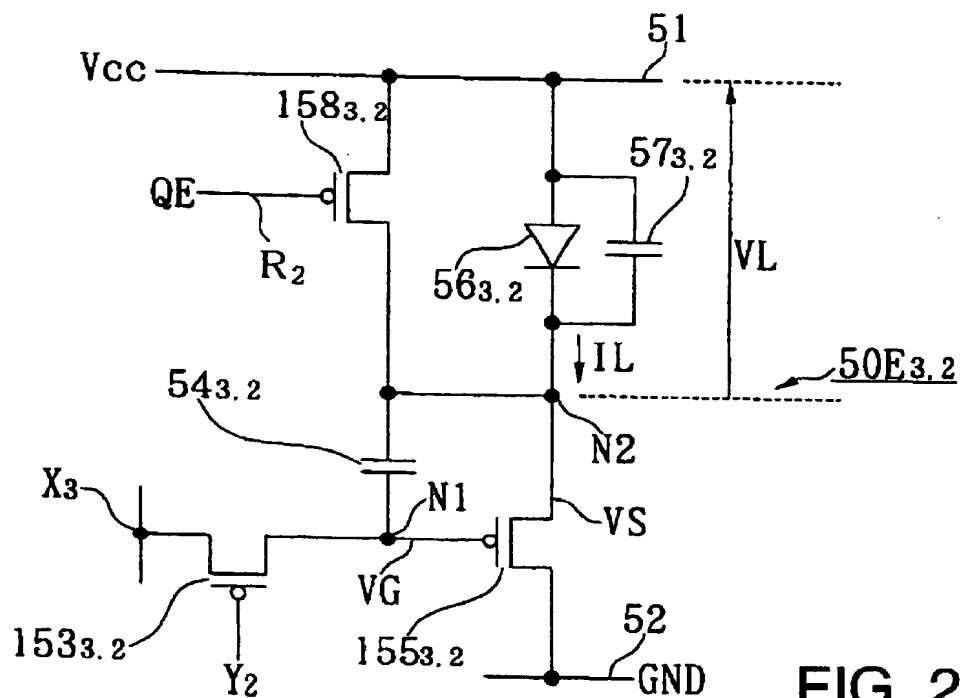 51
Vcc
158₃.₂
57₃.₂
QE
VL
R₂
56₃.₂
IL
50E₃.₂
54₃.₂
N2
X₃
N1
VS
VG
153₃.₂
155₃.₂
52
Y₂
GND
FIG. 2